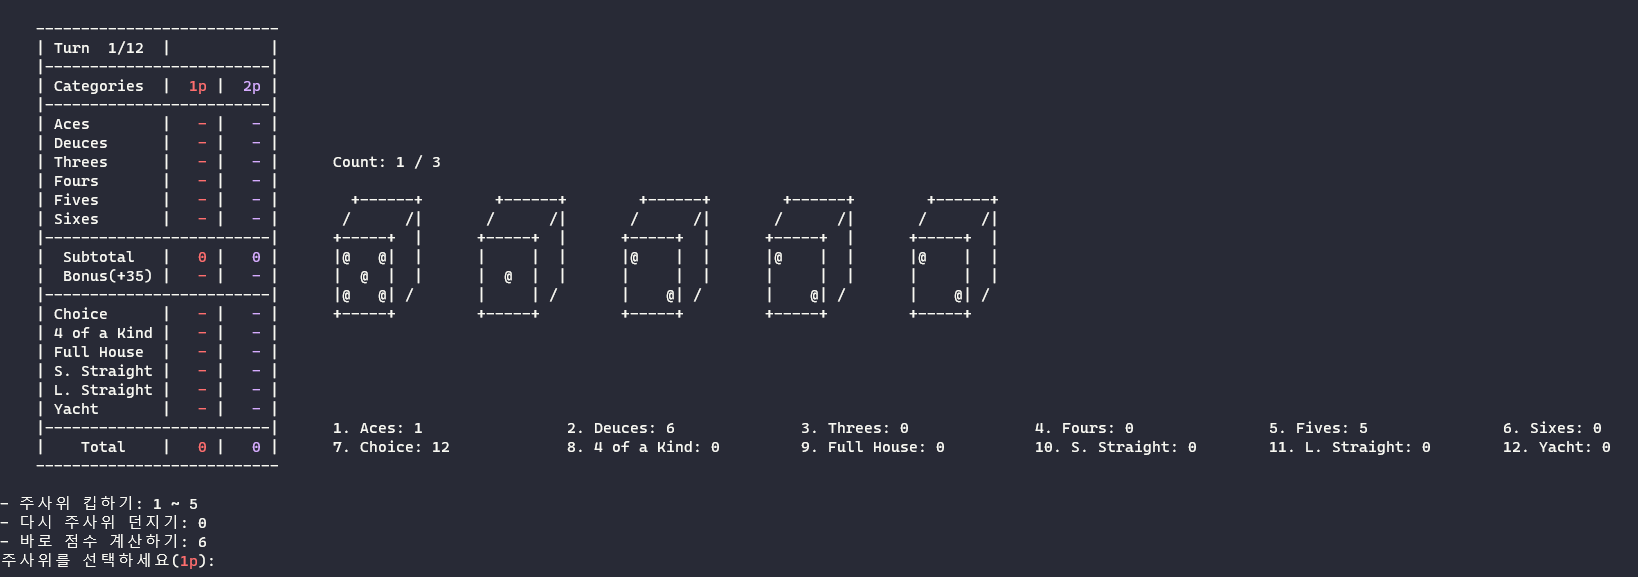 Turn 1/12
Categories 1p 2p
Aces - -
Deuces - -
Threes - -
Fours - -
Fives - -
Sixes - -
Subtotal 0 0
Bonus(+35) - -
Choice - -
4 of a Kind - -
Full House - -
S. Straight - -
L. Straight - -
Yacht - -
Total 0 0
Count: 1 / 3
1. Aces: 1 2. Deuces: 6 3. Threes: 0 4. Fours: 0 5. Fives: 5 6. Sixes: 0
7. Choice: 12 8. 4 of a Kind: 0 9. Full House: 0 10. S. Straight: 0 11. L. Straight: 0 12. Yacht: 0
- 주사위 킵하기: 1 ~ 5
- 다시 주사위 던지기: 0
- 바로 점수 계산하기: 6
주사위를 선택하세요(1p):